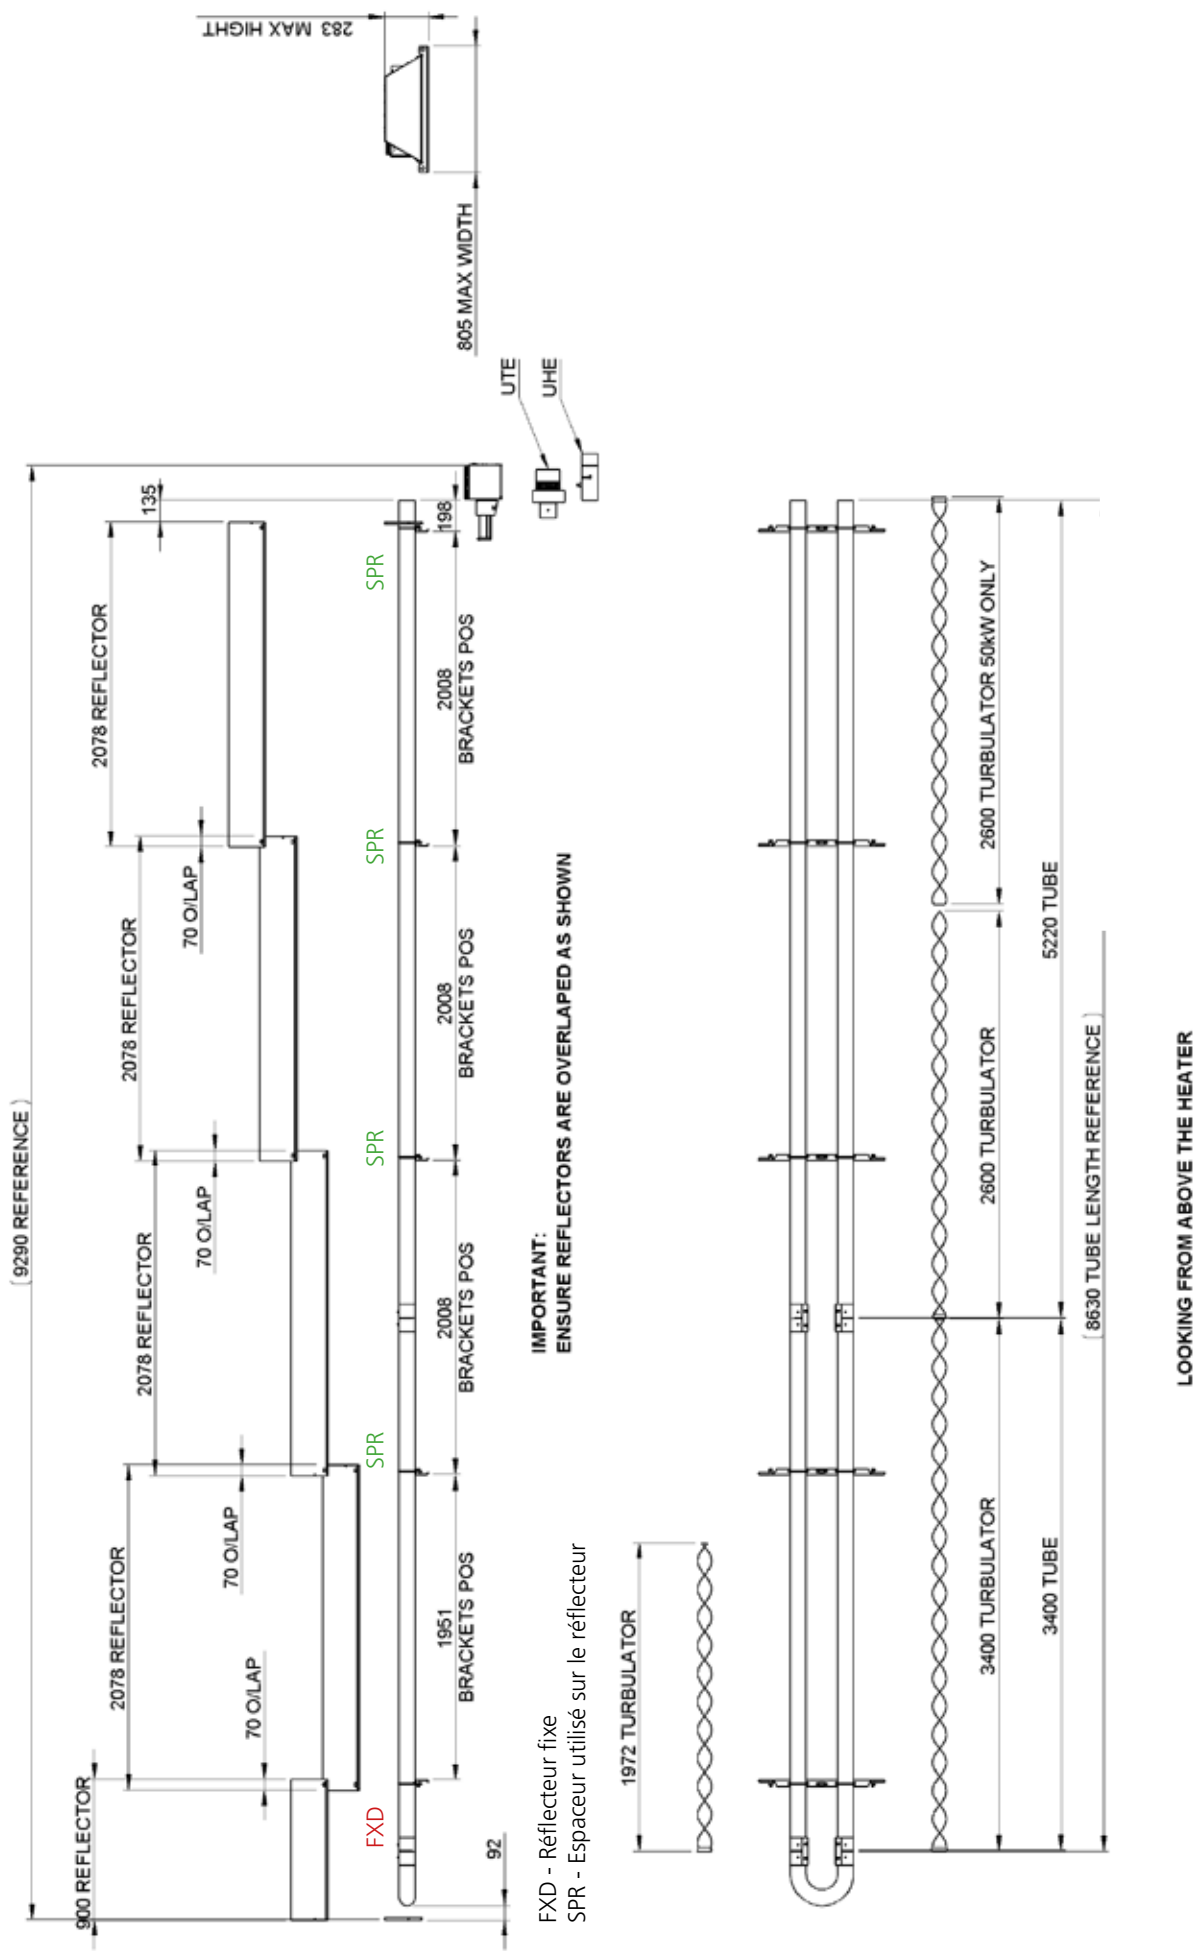 [ 9290 REFERENCE ]
900 REFLECTOR
2078 REFLECTOR
2078 REFLECTOR
2078 REFLECTOR
2078 REFLECTOR
70 O/LAP
70 O/LAP
70 O/LAP
70 O/LAP
135
FXD
SPR
SPR
SPR
SPR
92
1951
BRACKETS POS
2008
BRACKETS POS
2008
BRACKETS POS
2008
BRACKETS POS
198
283 MAX HIGHT
805 MAX WIDTH
UTE
UHE
IMPORTANT:
ENSURE REFLECTORS ARE OVERLAPED AS SHOWN
FXD - Réflecteur fixe
SPR - Espaceur utilisé sur le réflecteur
1972 TURBULATOR
3400 TURBULATOR
2600 TURBULATOR
2600 TURBULATOR 50kW ONLY
3400 TUBE
5220 TUBE
[ 8630 TUBE LENGTH REFERENCE ]
LOOKING FROM ABOVE THE HEATER